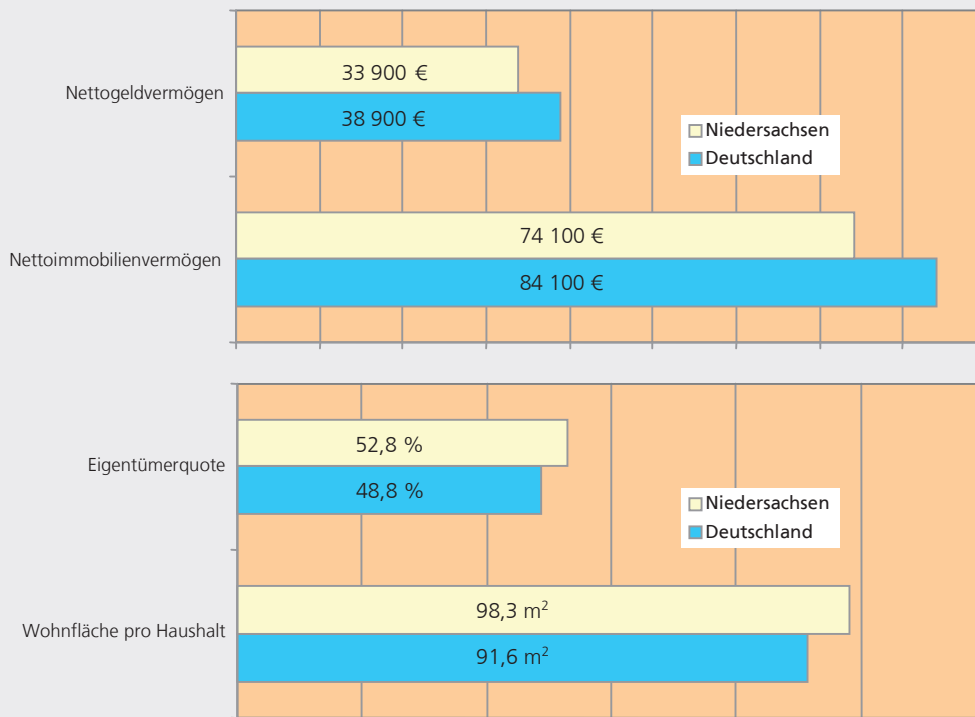 33 900 €
Nettogeldvermögen
38 900 €
Niedersachsen
Deutschland
74 100 €
Nettoimmobilienvermögen
84 100 €
52,8 %
Eigentümerquote
48,8 %
Niedersachsen
Deutschland
98,3 m²
Wohnfläche pro Haushalt
91,6 m²